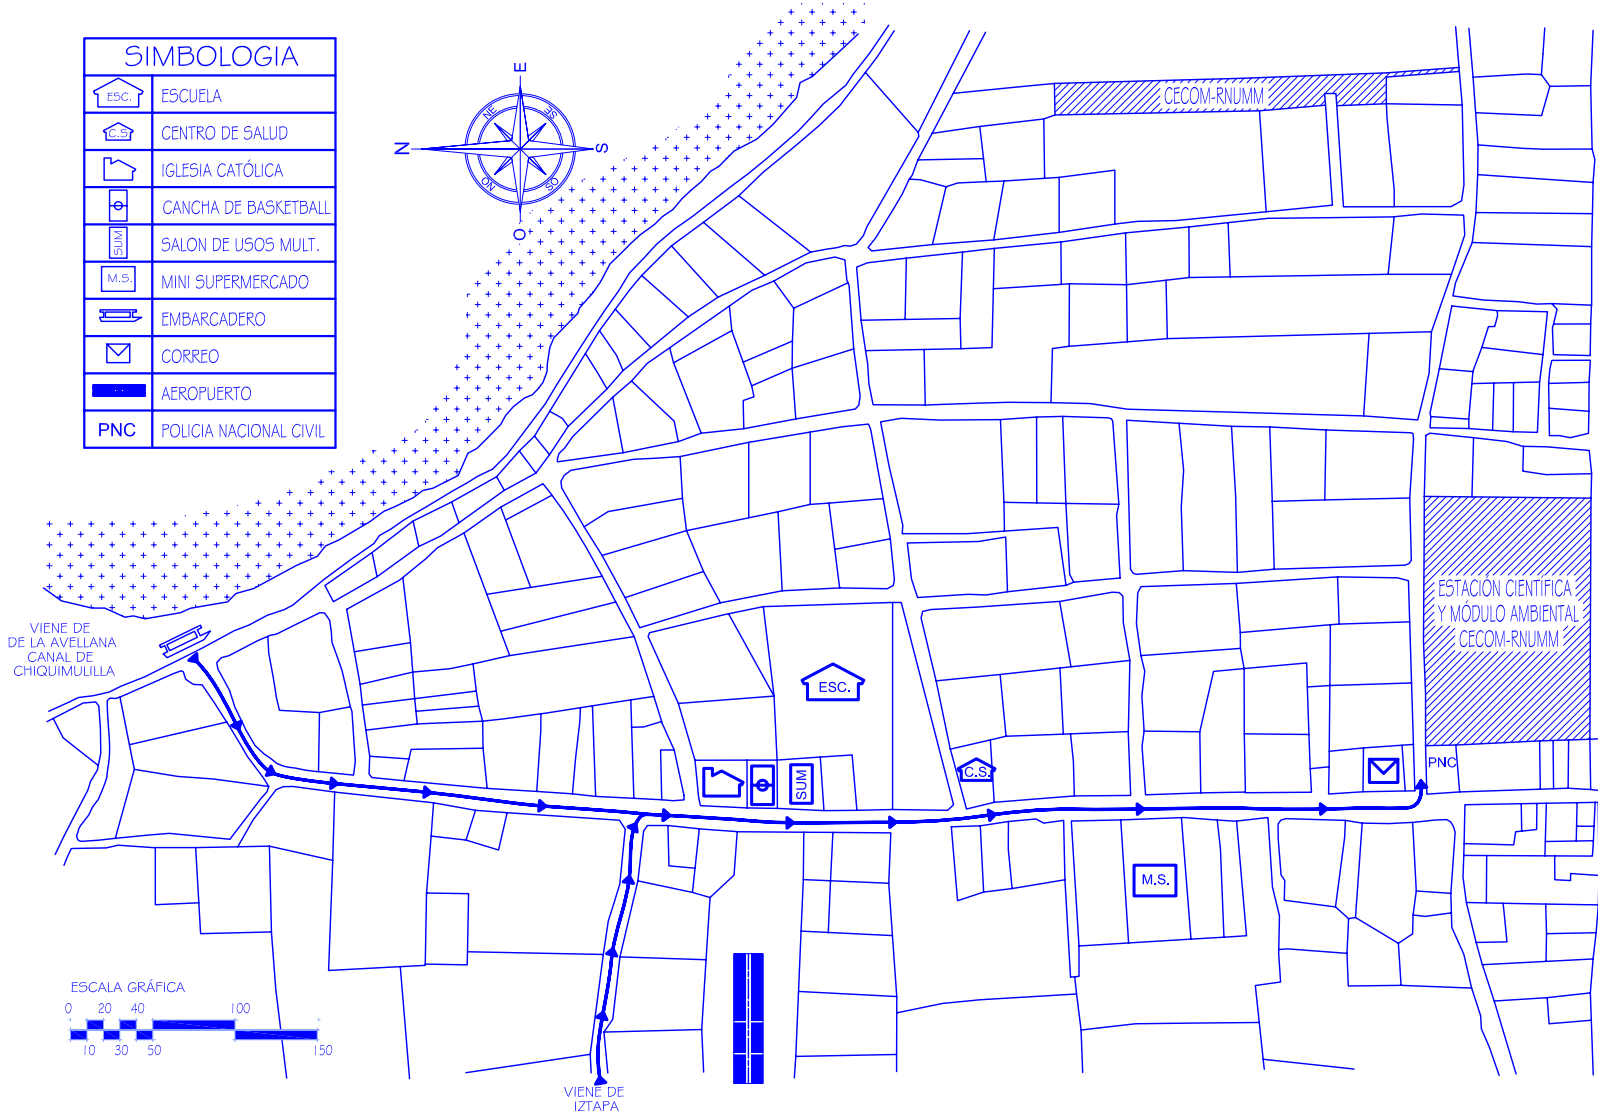 SIMBOLOGIA
ESC. ESCUELA
C.S. CENTRO DE SALUD
IGLESIA CATÓLICA
CANCHA DE BASKETBALL
SUM SALON DE USOS MULT.
M.S. MINI SUPERMERCADO
EMBARCADERO
CORREO
AEROPUERTO
PNC POLICIA NACIONAL CIVIL
E
NE
SE
N
S
NO
SO
O
CECOM-RNUMM
ESTACIÓN CIENTIFICA
Y MÓDULO AMBIENTAL
CECOM-RNUMM
VIENE DE
DE LA AVELLANA
CANAL DE
CHIQUIMULILLA
ESC.
C.S.
SUM
PNC
M.S.
ESCALA GRÁFICA
0 20 40 100
10 30 50 150
VIENE DE
IZTAPA